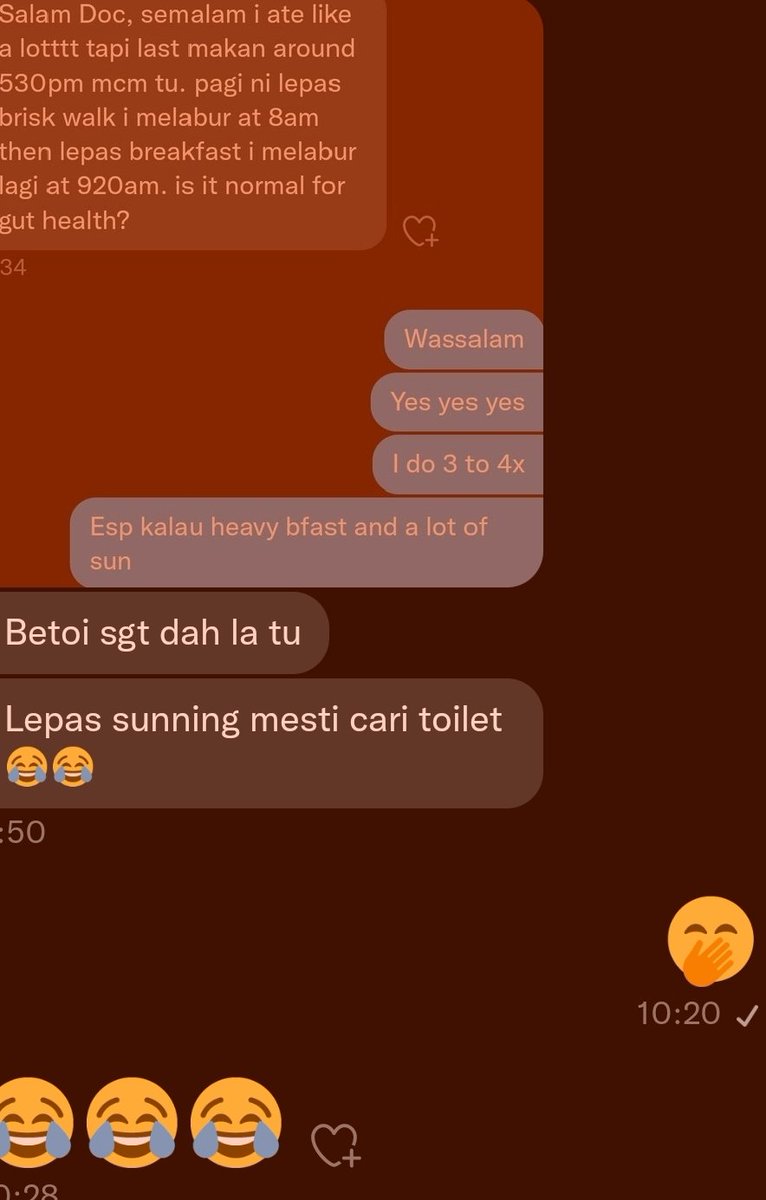 Salam Doc, semalam i ate like
a lotttt tapi last makan around
530pm mcm tu. pagi ni lepas
brisk walk i melabur at 8am
then lepas breakfast i melabur
lagi at 920am. is it normal for
gut health?
34
Wassalam
Yes yes yes
I do 3 to 4x
Esp kalau heavy bfast and a lot of
sun
Betoi sgt dah la tu
Lepas sunning mesti cari toilet
😂😂
:50
🤭
10:20 ✓
😂😂😂
0:28